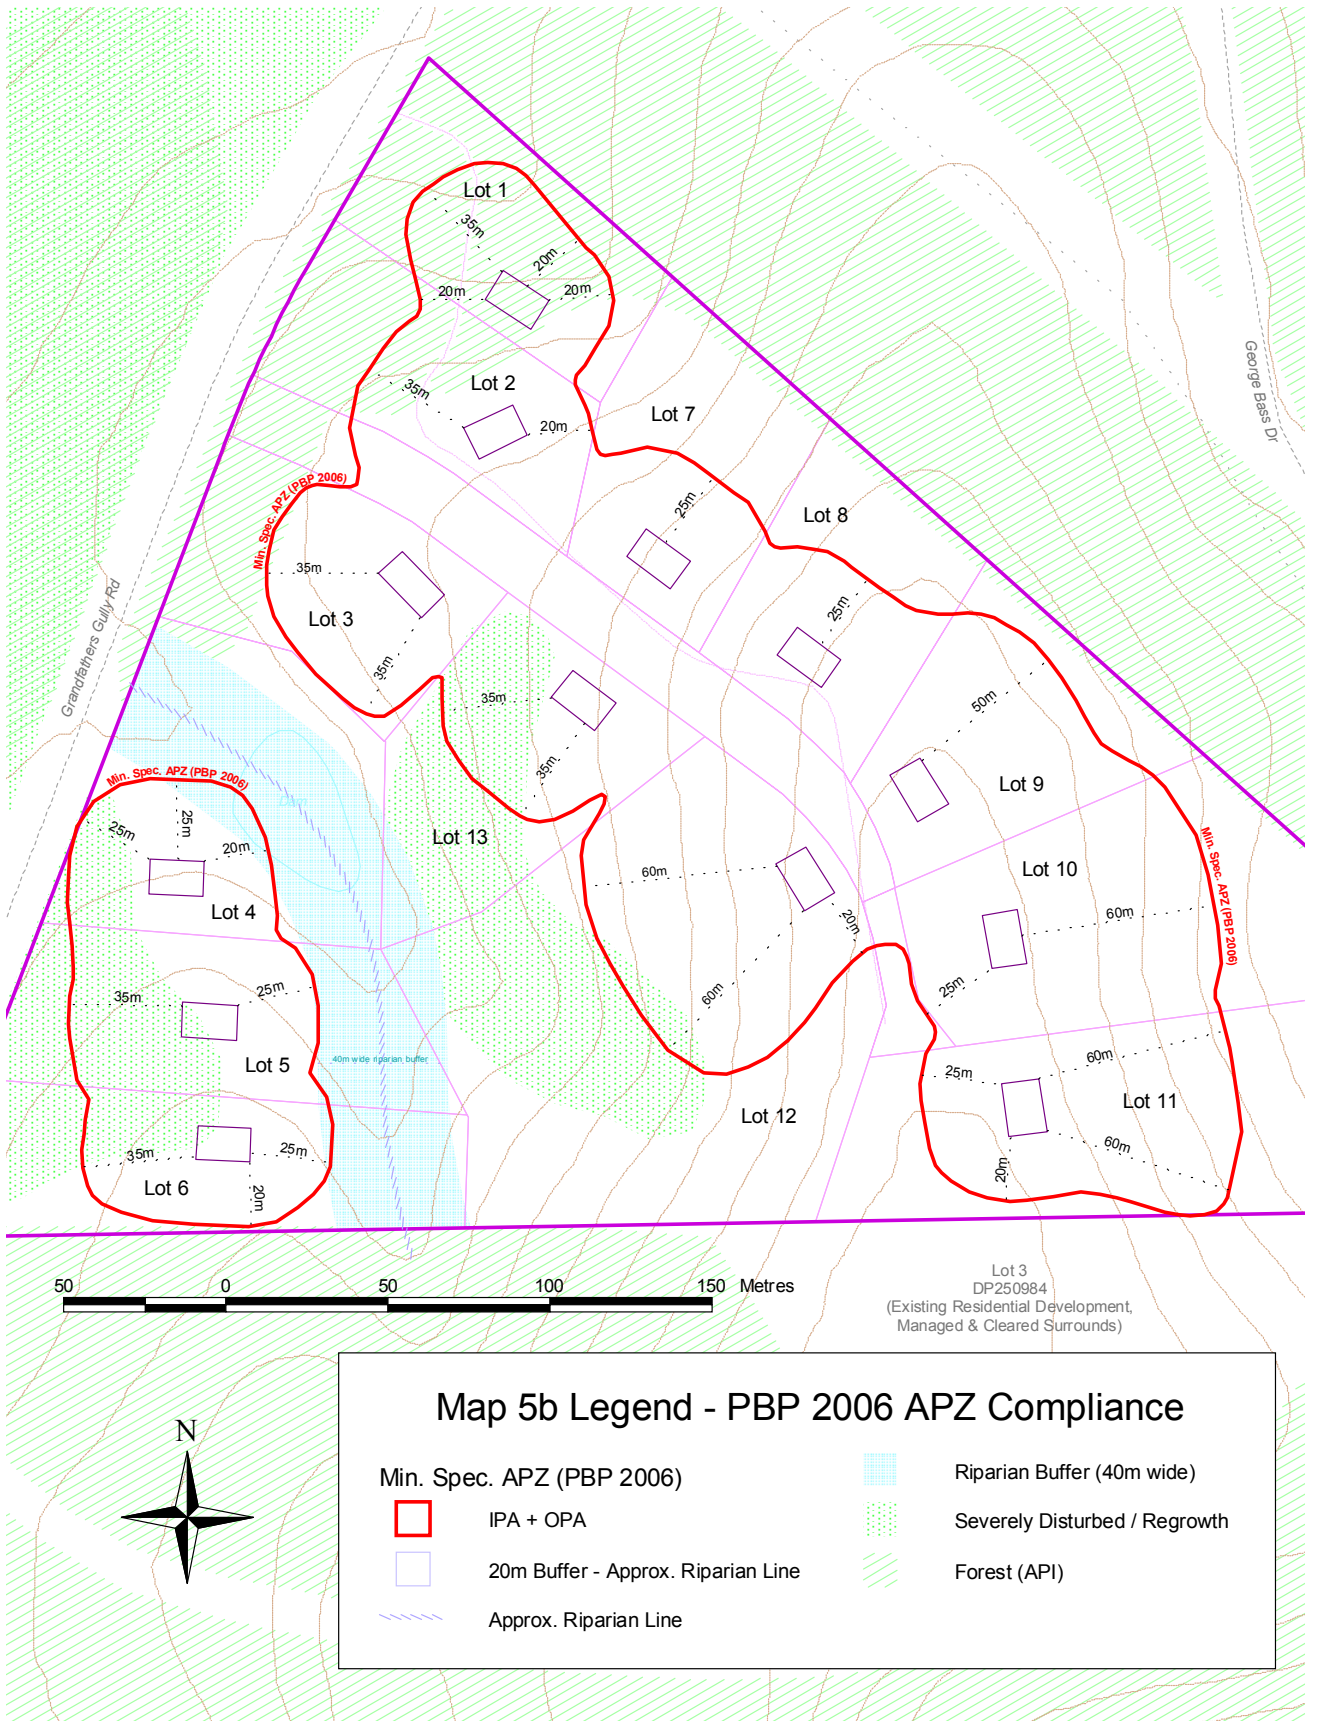 Lot 1
35m
20m
20m
20m
George Bass Dr
Lot 2
35m
20m
Lot 7
Min. Spec. APZ (PBP 2006)
25m
Lot 8
35m
Lot 3
35m
25m
Grandfathers Gully Rd
35m
35m
50m
Min. Spec. APZ (PBP 2006)
Lot 9
25m
25m
20m
Lot 13
Min. Spec. APZ (PBP 2006)
60m
Lot 10
Lot 4
20m
60m
35m
25m
60m
25m
40m wide riparian buffer
Lot 5
60m
25m
Lot 12
Lot 11
35m
25m
60m
Lot 6
20m
20m
50 0 50 100 150 Metres
Lot 3
DP250984
(Existing Residential Development,
Managed & Cleared Surrounds)
N
Map 5b Legend - PBP 2006 APZ Compliance
Min. Spec. APZ (PBP 2006)
IPA + OPA
20m Buffer - Approx. Riparian Line
Approx. Riparian Line
Riparian Buffer (40m wide)
Severely Disturbed / Regrowth
Forest (API)